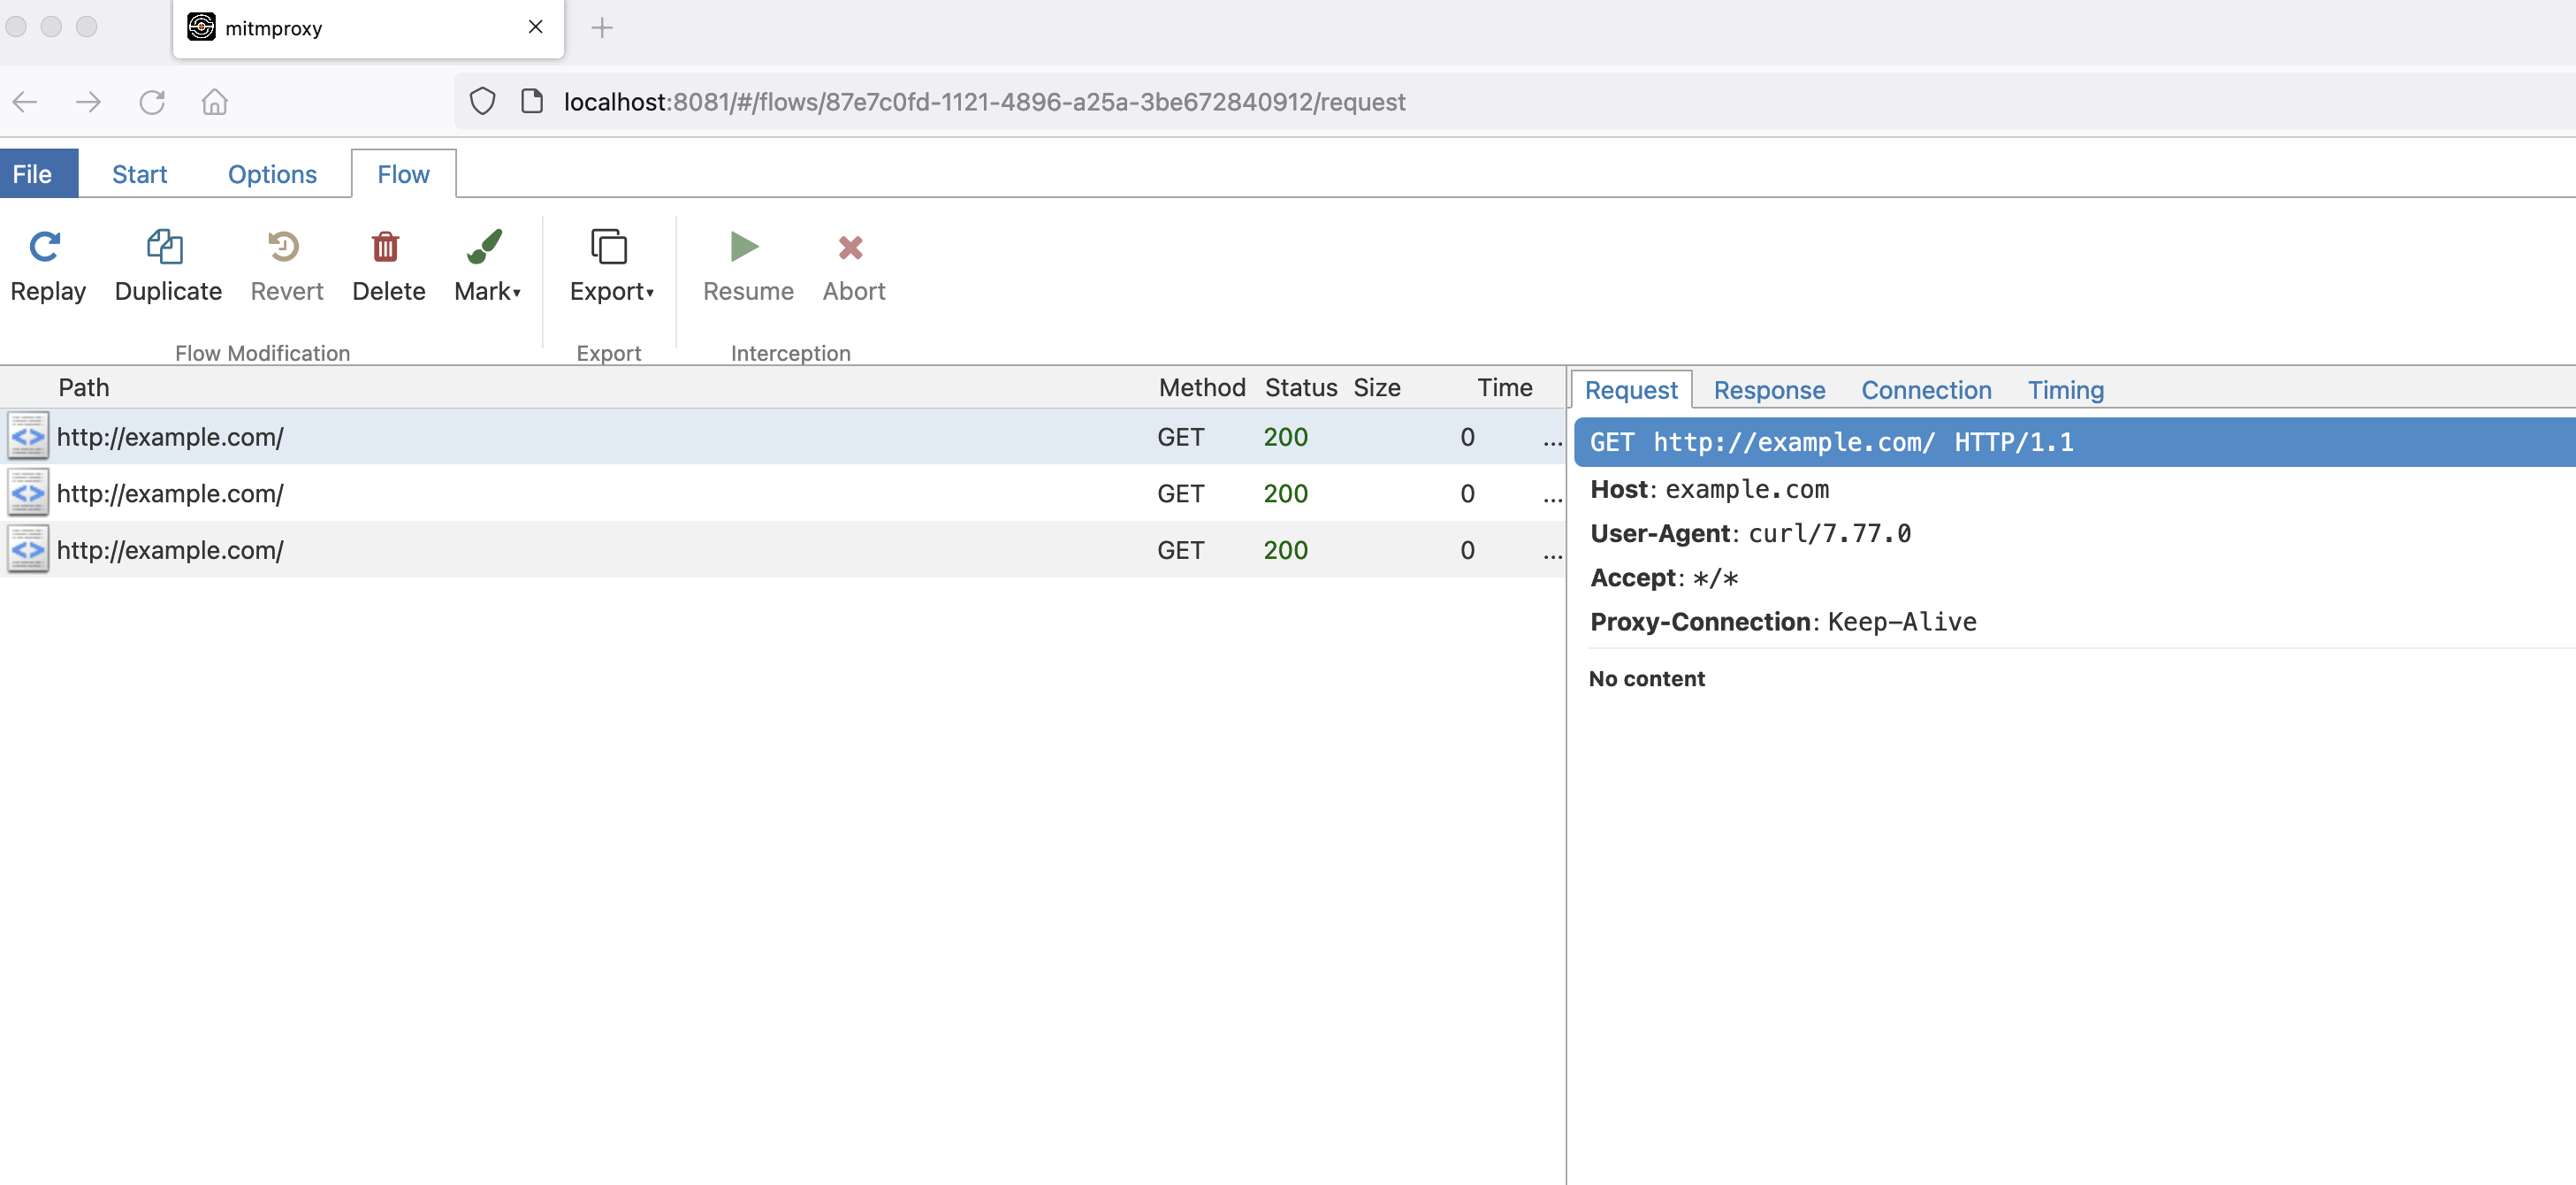 mitmproxy
localhost:8081/#/flows/87e7c0fd-1121-4896-a25a-3be672840912/request
File Start Options Flow
Replay Duplicate Revert Delete Mark▾ Export▾ Resume Abort
Flow Modification Export Interception
Path Method Status Size Time
http://example.com/ GET 200 0 ...
http://example.com/ GET 200 0 ...
http://example.com/ GET 200 0 ...
Request Response Connection Timing
GET http://example.com/ HTTP/1.1
Host: example.com
User-Agent: curl/7.77.0
Accept: */*
Proxy-Connection: Keep-Alive
No content